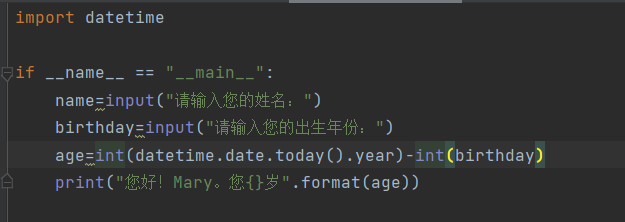 import datetime
if __name__ == "__main__":
name=input("请输入您的姓名：")
birthday=input("请输入您的出生年份：")
age=int(datetime.date.today().year)-int(birthday)
print("您好！Mary。您{}岁".format(age))